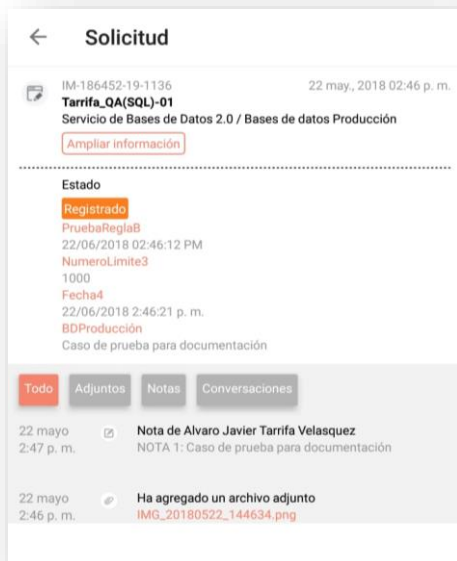 Solicitud
IM-186452-19-1136 22 may., 2018 02:46 p. m.
Tarrifa_QA(SQL)-01
Servicio de Bases de Datos 2.0 / Bases de datos Producción
Ampliar información
Estado
Registrado
PruebaReglaB
22/06/2018 02:46:12 PM
NumeroLimite3
1000
Fecha4
22/06/2018 2:46:21 p. m.
BDProducción
Caso de prueba para documentación
Todo Adjuntos Notas Conversaciones
22 mayo Nota de Alvaro Javier Tarrifa Velasquez
2:47 p. m. NOTA 1: Caso de prueba para documentación
22 mayo Ha agregado un archivo adjunto
2:46 p. m. IMG_20180522_144634.png